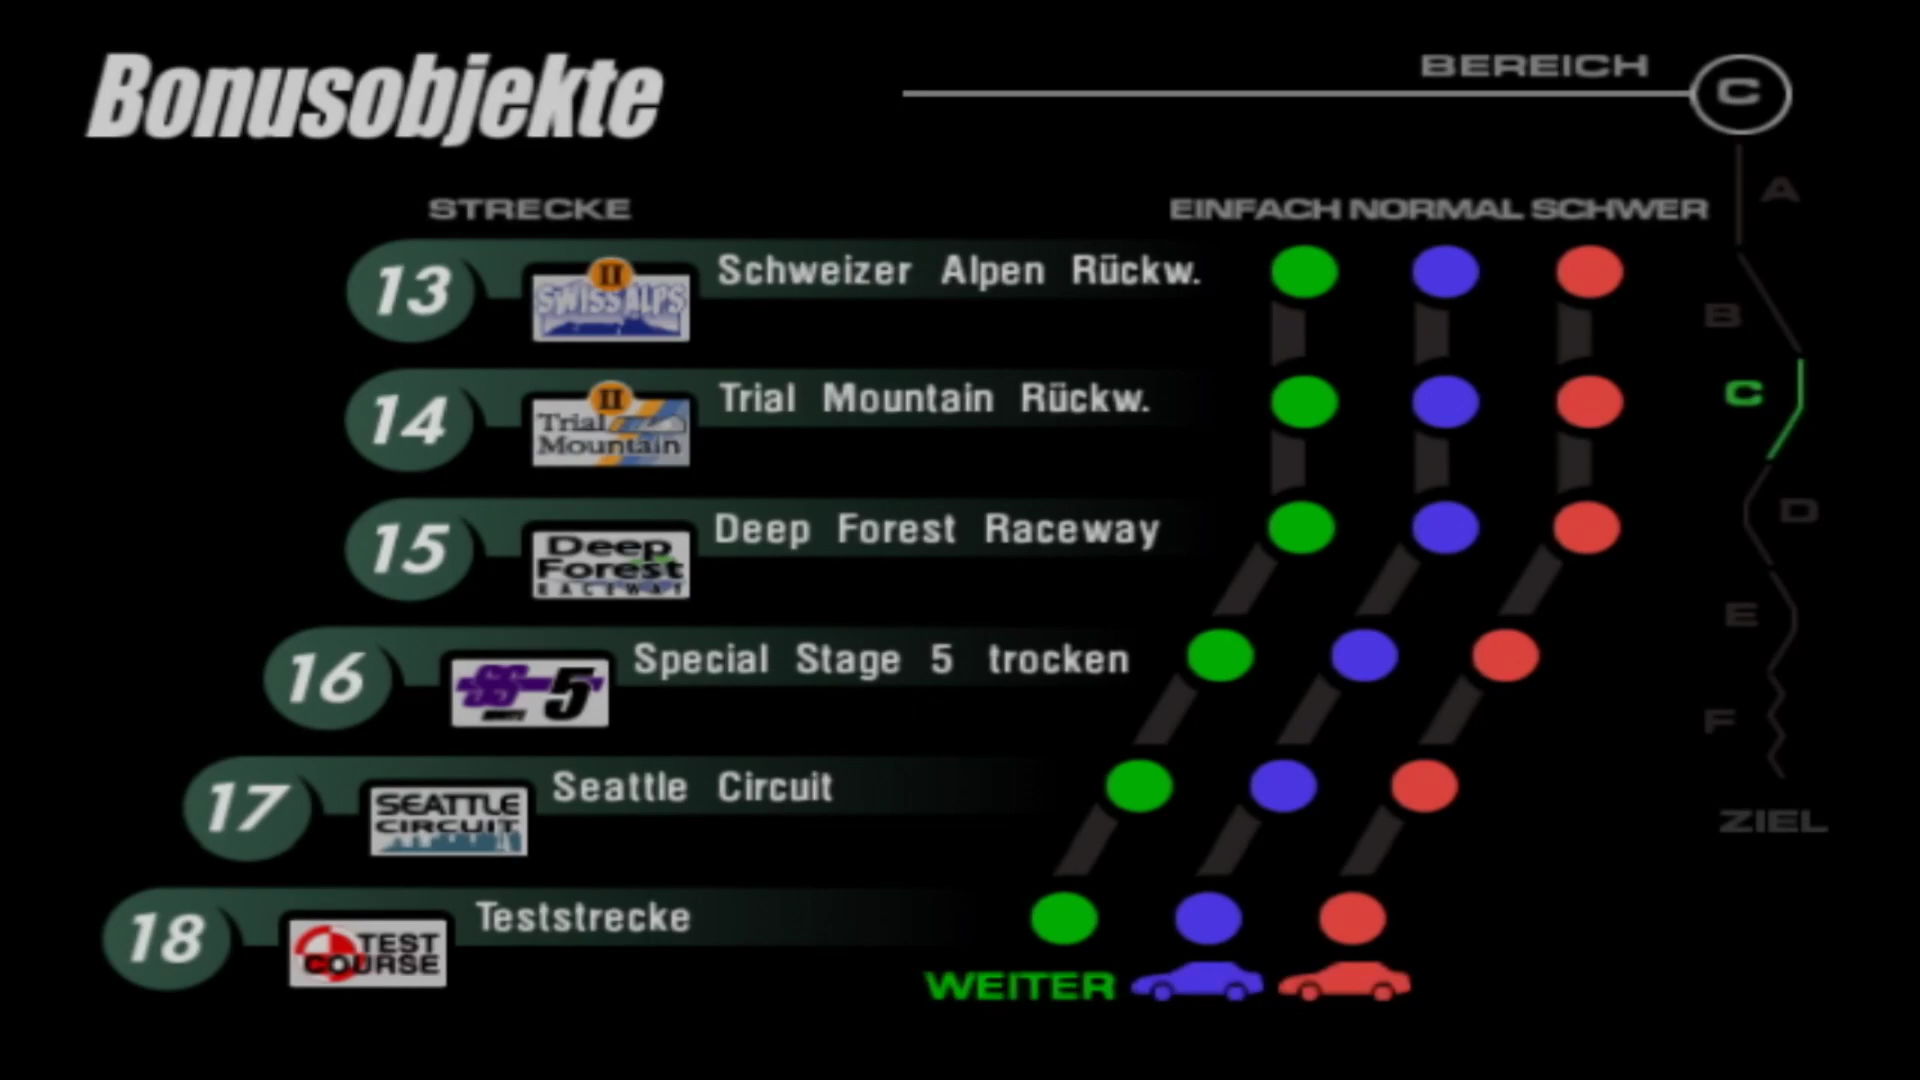 Bonusobjekte
BEREICH C
STRECKE EINFACH NORMAL SCHWER
A
13 II SWISS ALPS Schweizer Alpen Rückw.
B
14 II Trial Mountain Trial Mountain Rückw.
C
15 Deep Forest RACEWAY Deep Forest Raceway
D
E
16 SS 5 Special Stage 5 trocken
F
17 SEATTLE CIRCUIT Seattle Circuit
ZIEL
18 TEST COURSE Teststrecke
WEITER